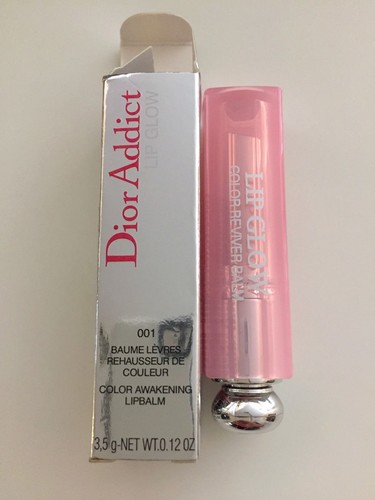 Dior Addict
LIP GLOW
001
BAUME LÈVRES
REHAUSSEUR DE
COULEUR
COLOR AWAKENING
LIPBALM
3,5 g-NET WT.0.12 OZ
LIP GLOW
COLOR REVIVER BALM